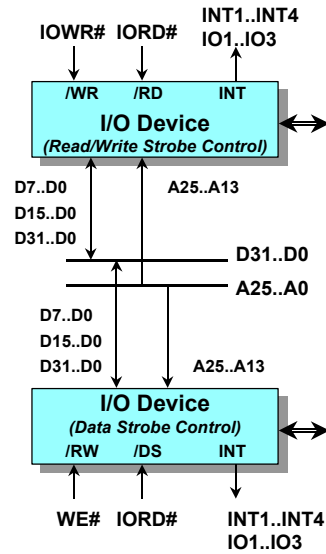 IOWR# IORD# INT1..INT4
IO1..IO3
/WR /RD INT
I/O Device
(Read/Write Strobe Control)
D7..D0 A25..A13
D15..D0
D31..D0
D31..D0
A25..A0
D7..D0
D15..D0
D31..D0 A25..A13
I/O Device
(Data Strobe Control)
/RW /DS INT
WE# IORD# INT1..INT4
IO1..IO3